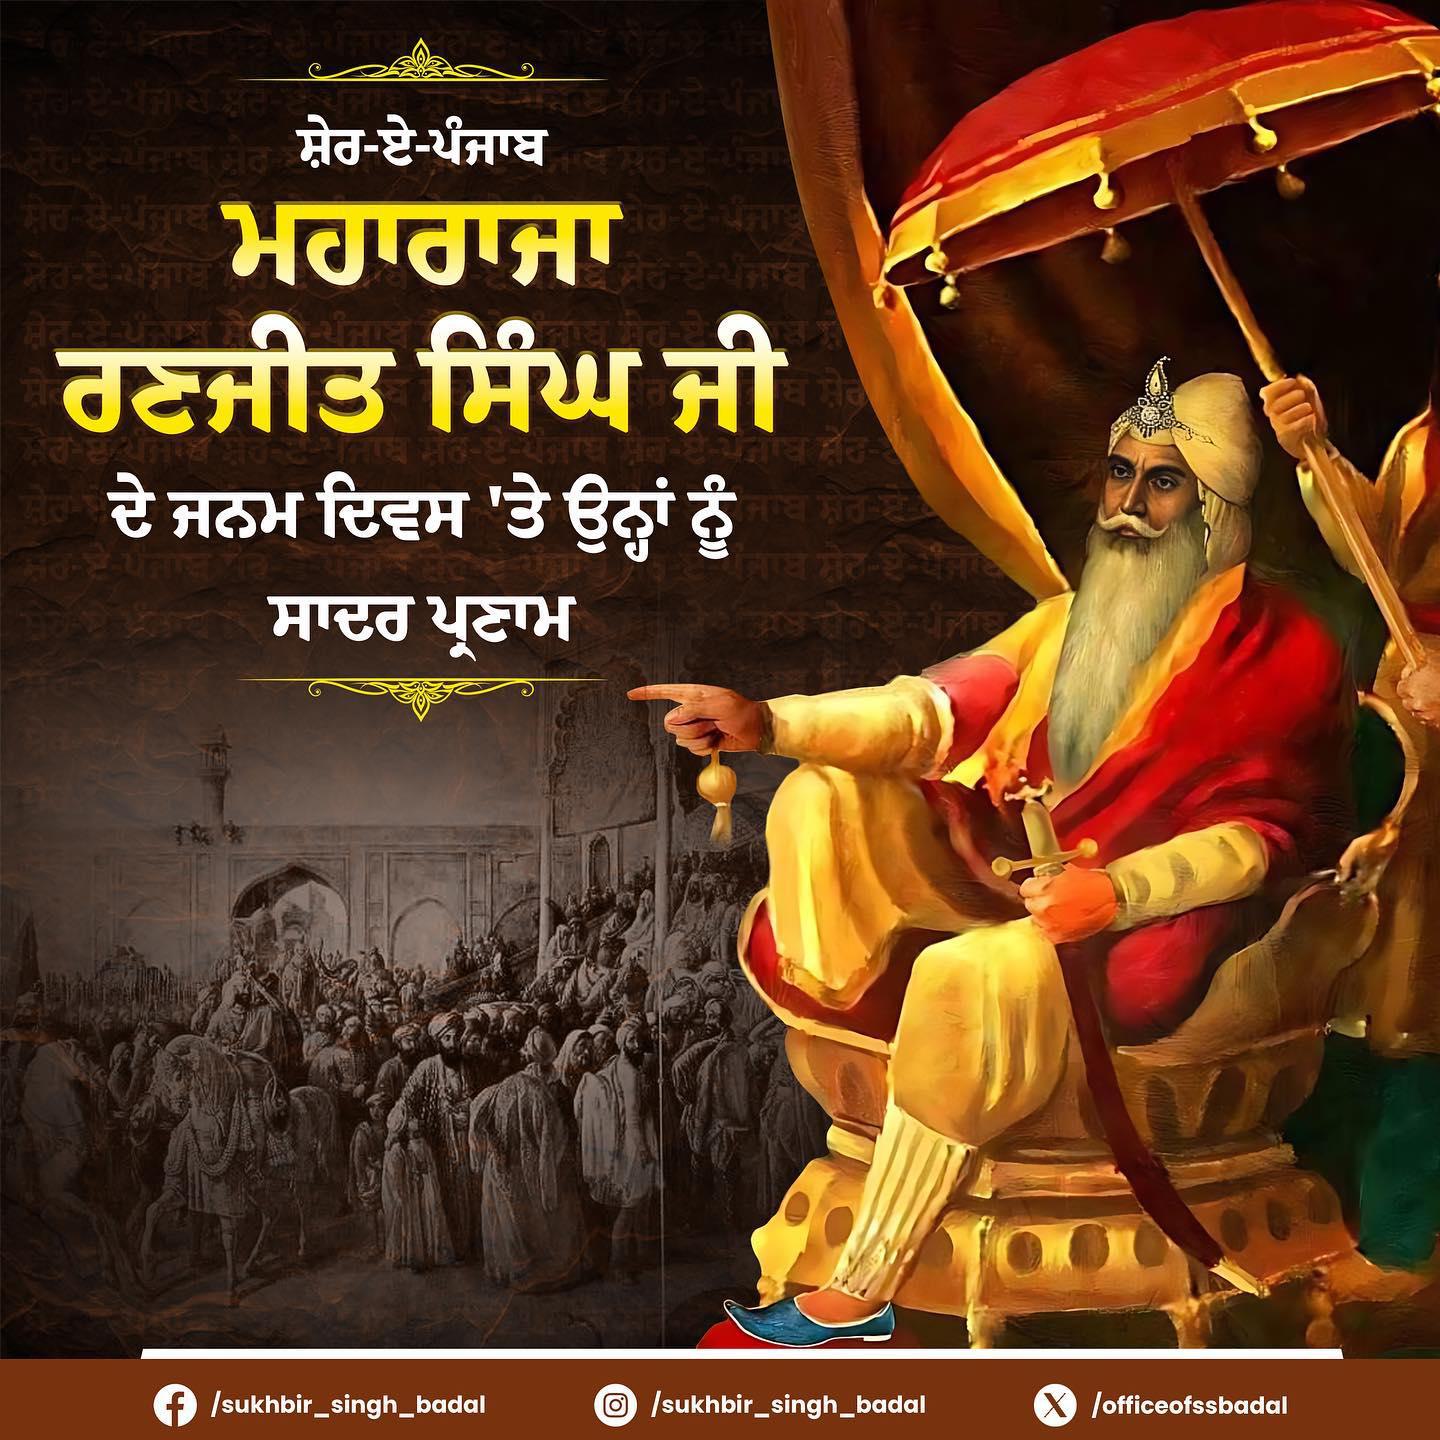 ਸ਼ੇਰ-ਏ-ਪੰਜਾਬ
ਮਹਾਰਾਜਾ
ਰਣਜੀਤ ਸਿੰਘ ਜੀ
ਦੇ ਜਨਮ ਦਿਵਸ 'ਤੇ ਉਨ੍ਹਾਂ ਨੂੰ
ਸਾਦਰ ਪ੍ਰਣਾਮ
/sukhbir_singh_badal /sukhbir_singh_badal /officeofssbadal